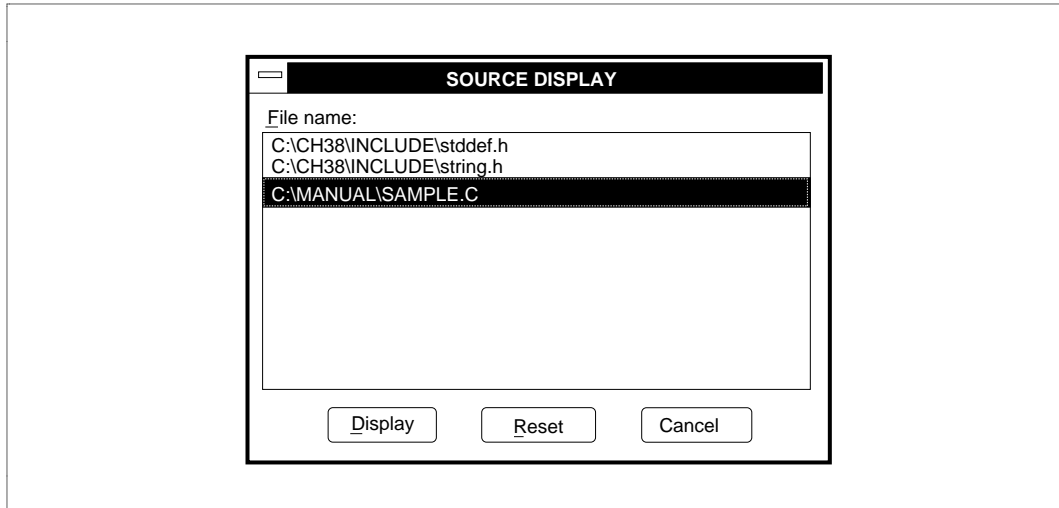 SOURCE DISPLAY
File name:
C:\CH38\INCLUDE\stddef.h
C:\CH38\INCLUDE\string.h
C:\MANUAL\SAMPLE.C
Display
Reset
Cancel